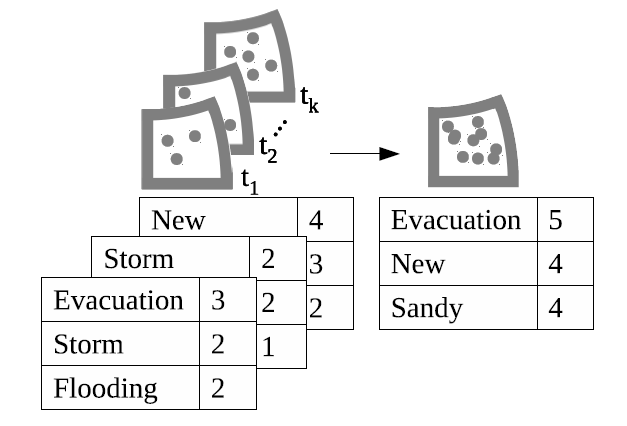 t_k
t_2
t_1
New 4
3
2
Storm 2
2
1
Evacuation 3
Storm 2
Flooding 2
Evacuation 5
New 4
Sandy 4